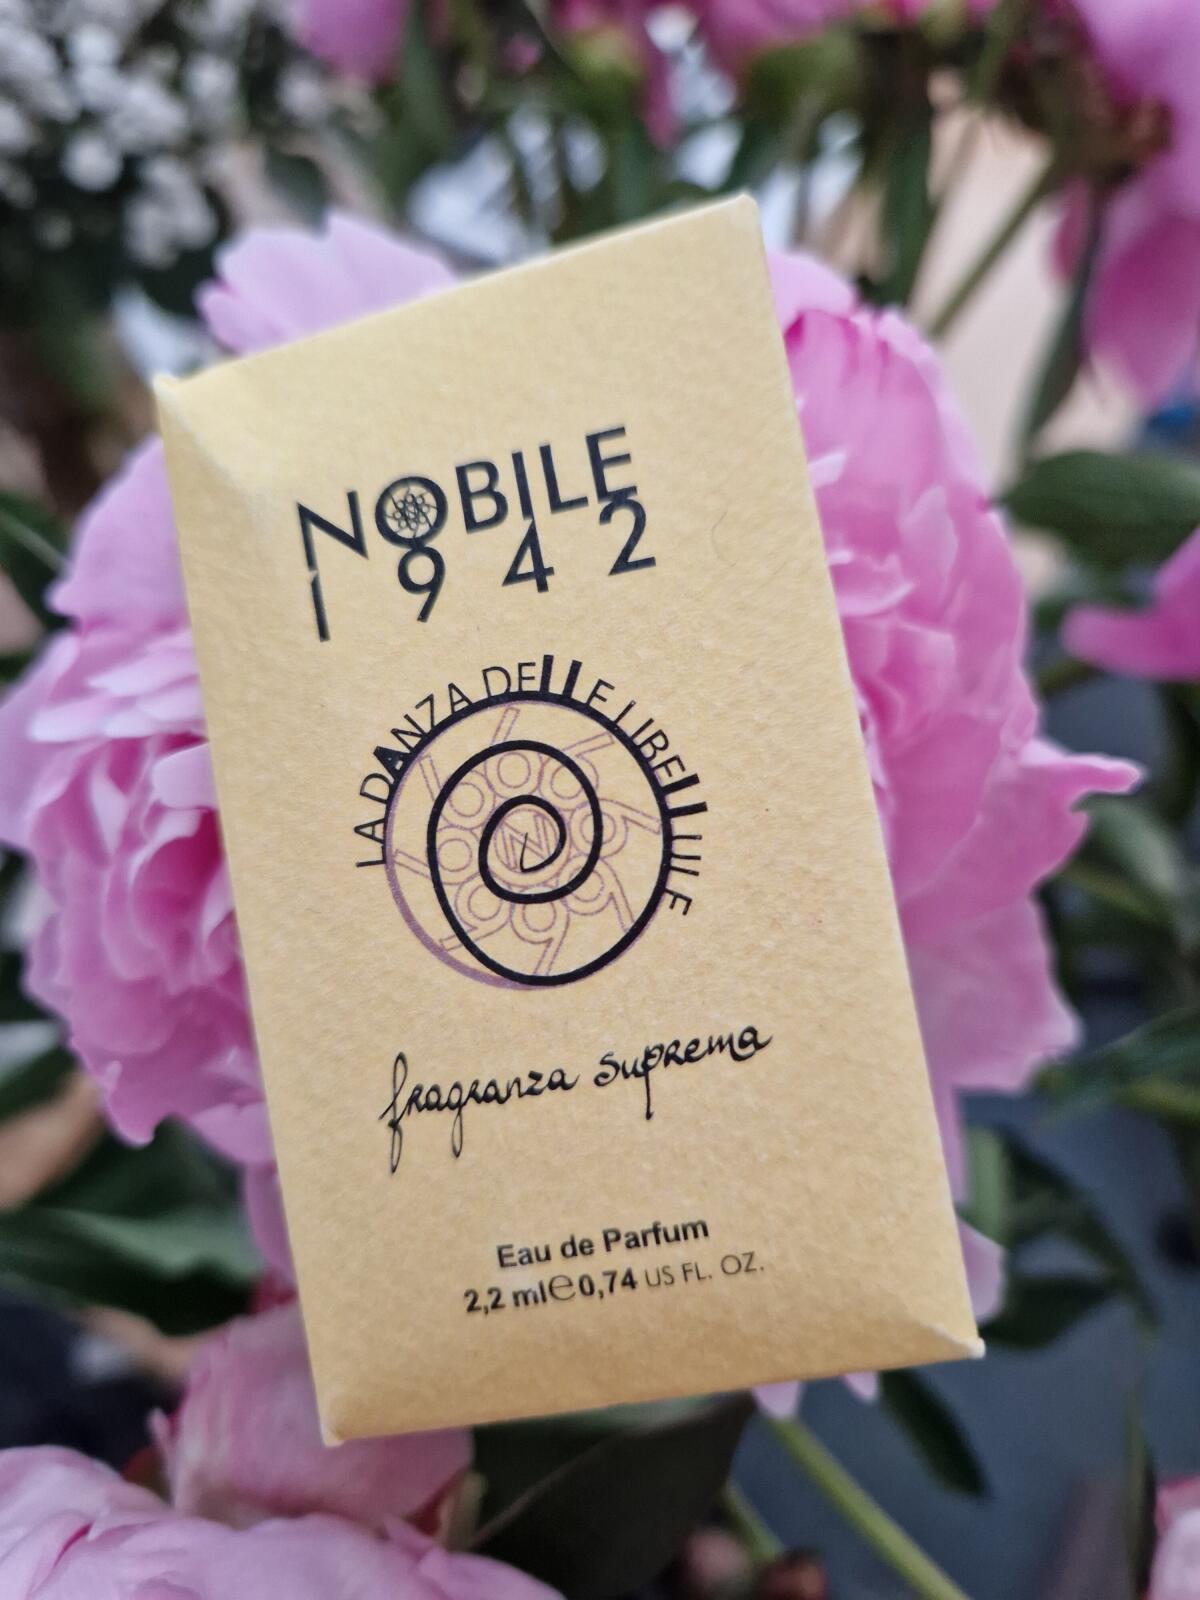 NOBILE
1942
LA DANZA DELLE LIBELLULE
N
fragranza suprema
Eau de Parfum
2,2 ml℮0,74 US FL. OZ.